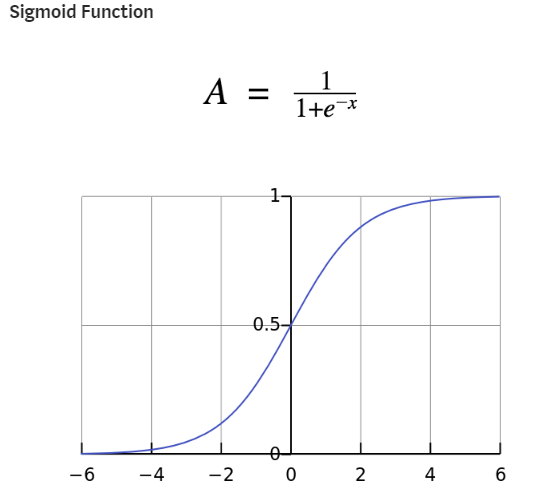 Sigmoid Function
A = 1/1+e^−x
1
0.5
0
−6 −4 −2 0 2 4 6